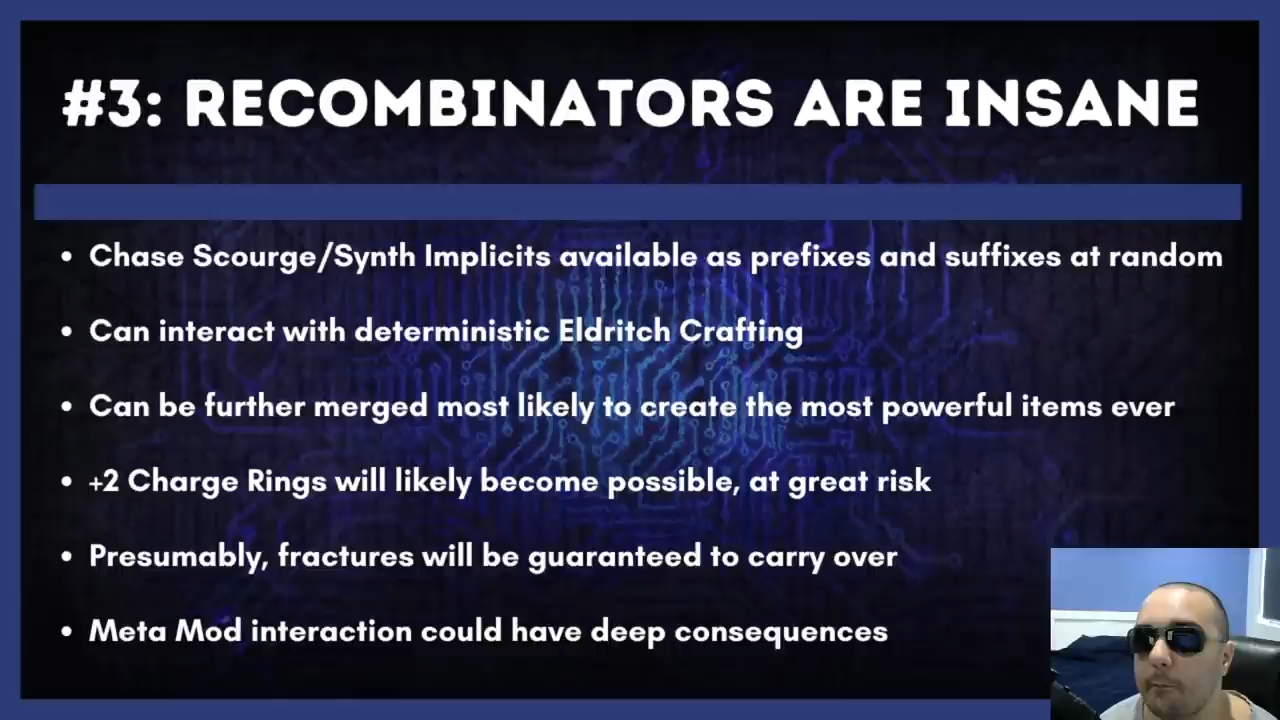 #3: RECOMBINATORS ARE INSANE
• Chase Scourge/Synth Implicits available as prefixes and suffixes at random
• Can interact with deterministic Eldritch Crafting
• Can be further merged most likely to create the most powerful items ever
• +2 Charge Rings will likely become possible, at great risk
• Presumably, fractures will be guaranteed to carry over
• Meta Mod interaction could have deep consequences